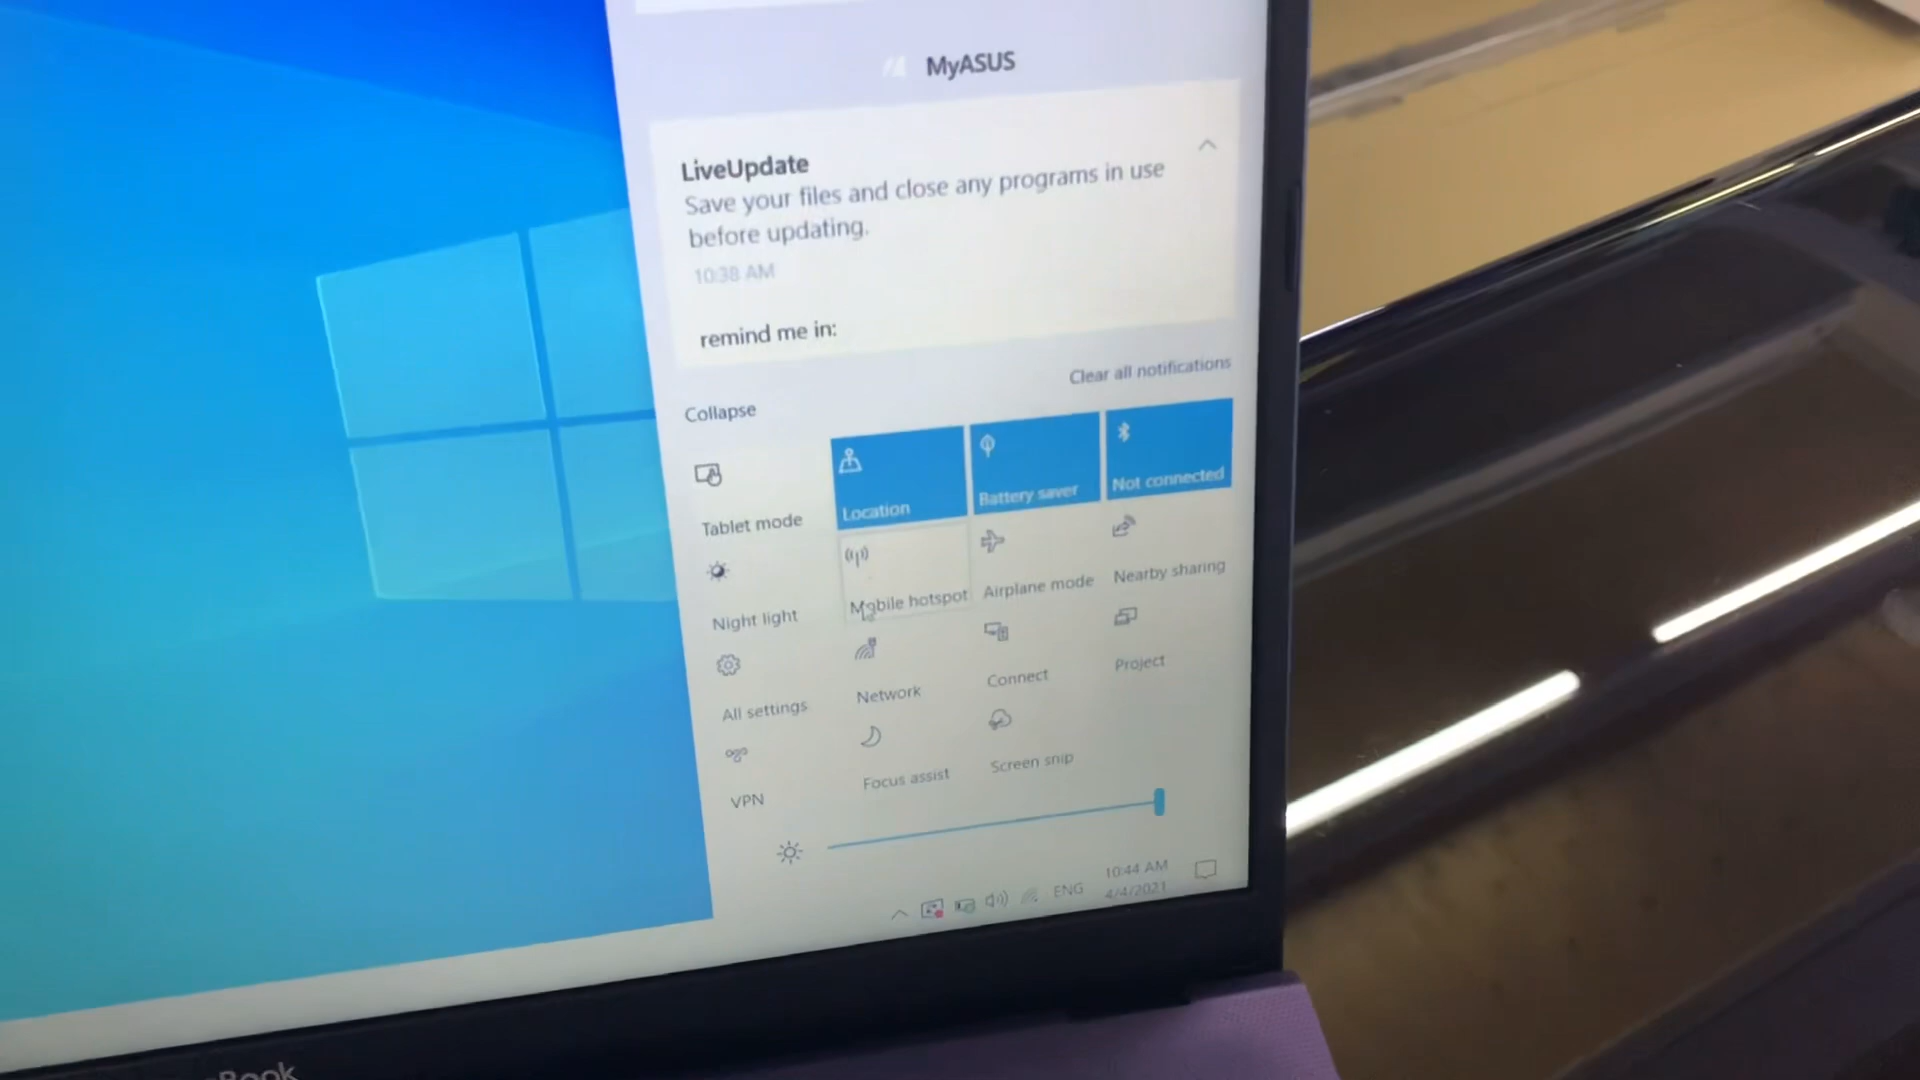 MyASUS
LiveUpdate
Save your files and close any programs in use
before updating.
10:38 AM
remind me in:
Clear all notifications
Collapse
Tablet mode
Location
Battery saver
Not connected
Night light
Mobile hotspot
Airplane mode
Nearby sharing
All settings
Network
Connect
Project
VPN
Focus assist
Screen snip
ENG
10:44 AM
4/4/2021
Book